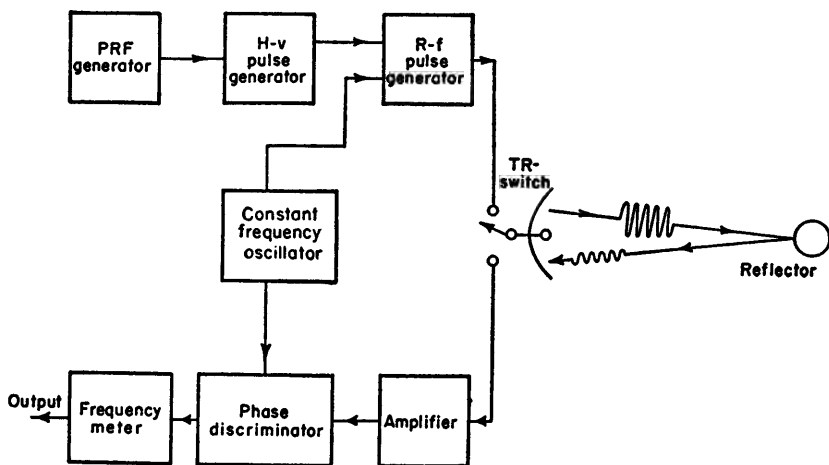 PRF
generator
H-v
pulse
generator
R-f
pulse
generator
TR-
switch
Constant
frequency
oscillator
Reflector
Output
Frequency
meter
Phase
discriminator
Amplifier